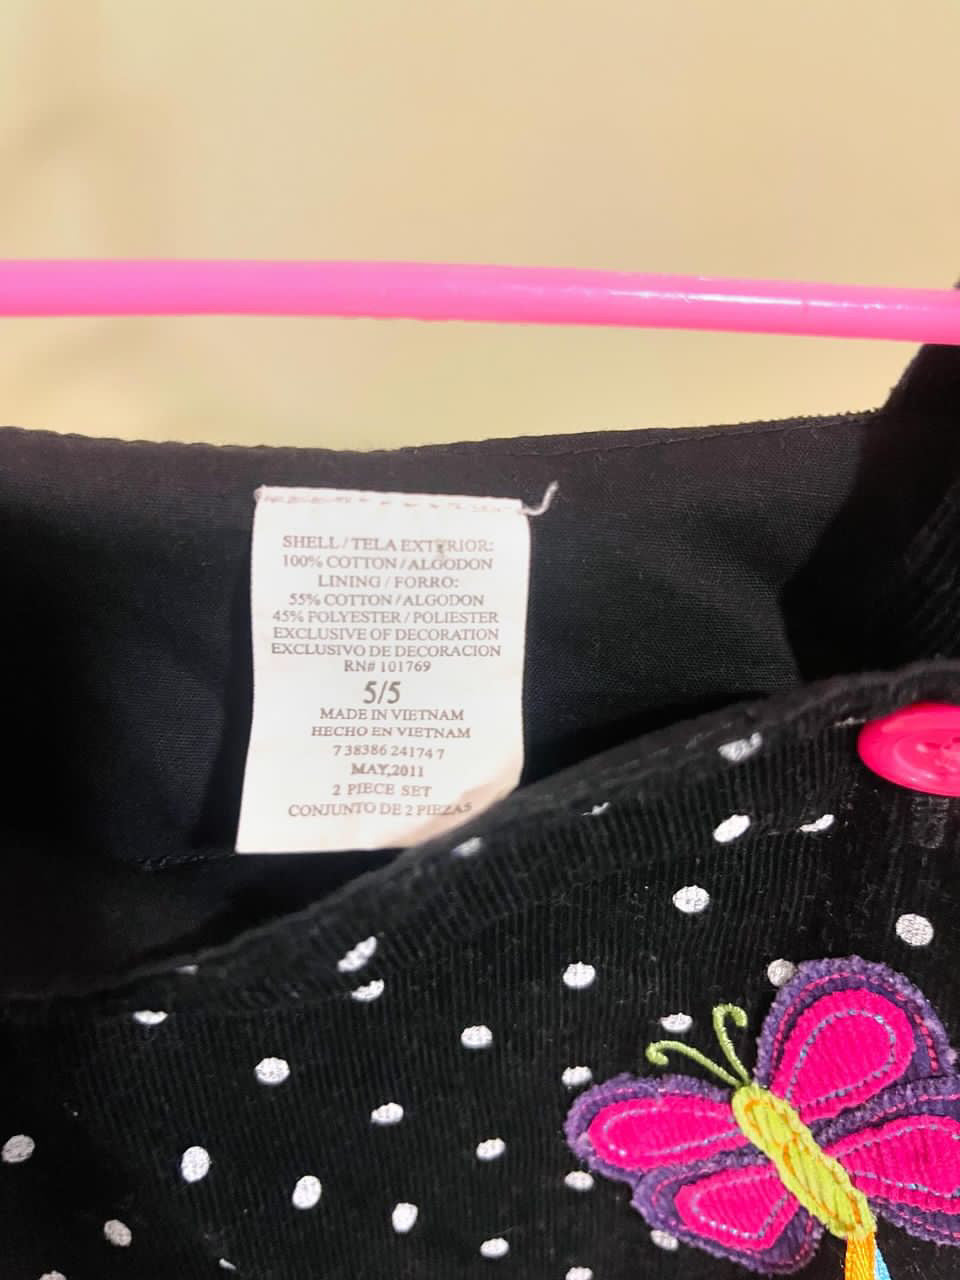 SHELL / TELA EXTERIOR:
100% COTTON / ALGODON
LINING / FORRO:
55% COTTON / ALGODON
45% POLYESTER / POLIESTER
EXCLUSIVE OF DECORATION
EXCLUSIVO DE DECORACION
RN# 101769
5/5
MADE IN VIETNAM
HECHO EN VIETNAM
7 38386 24174 7
MAY,2011
2 PIECE SET
CONJUNTO DE 2 PIEZAS